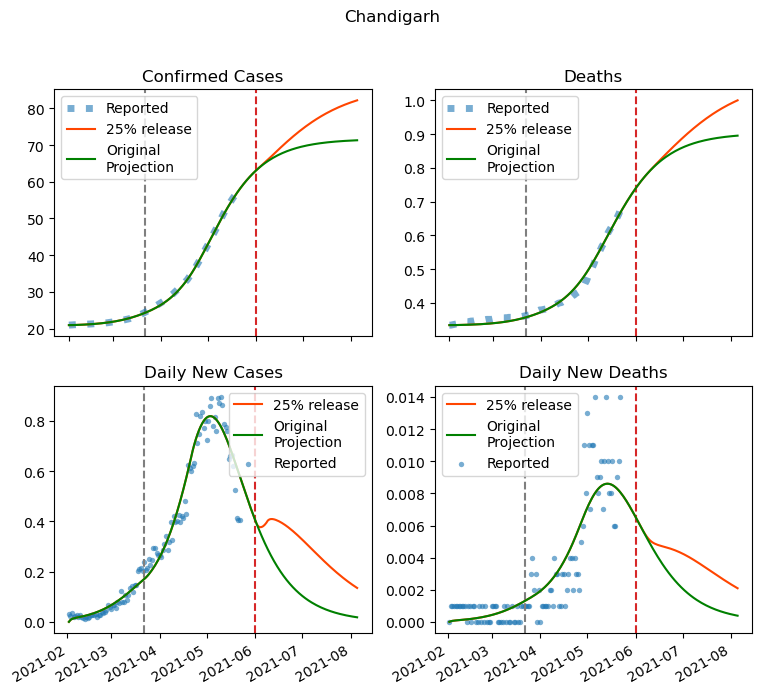 Chandigarh
Confirmed Cases
Reported
25% release
Original
Projection
80
70
60
50
40
30
20
Deaths
Reported
25% release
Original
Projection
1.0
0.9
0.8
0.7
0.6
0.5
0.4
Daily New Cases
25% release
Original
Projection
Reported
0.8
0.6
0.4
0.2
0.0
2021-02
2021-03
2021-04
2021-05
2021-06
2021-07
2021-08
Daily New Deaths
25% release
Original
Projection
Reported
0.014
0.012
0.010
0.008
0.006
0.004
0.002
0.000
2021-02
2021-03
2021-04
2021-05
2021-06
2021-07
2021-08